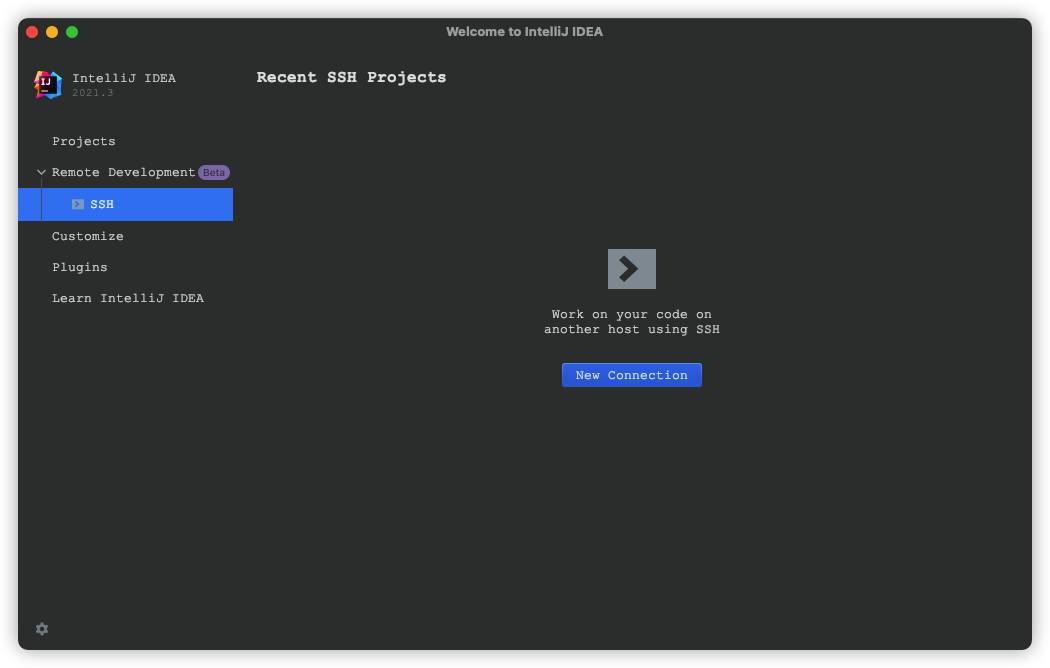 Welcome to IntelliJ IDEA
IJ
IntelliJ IDEA
2021.3
Projects
Remote Development Beta
SSH
Customize
Plugins
Learn IntelliJ IDEA
Recent SSH Projects
Work on your code on
another host using SSH
New Connection